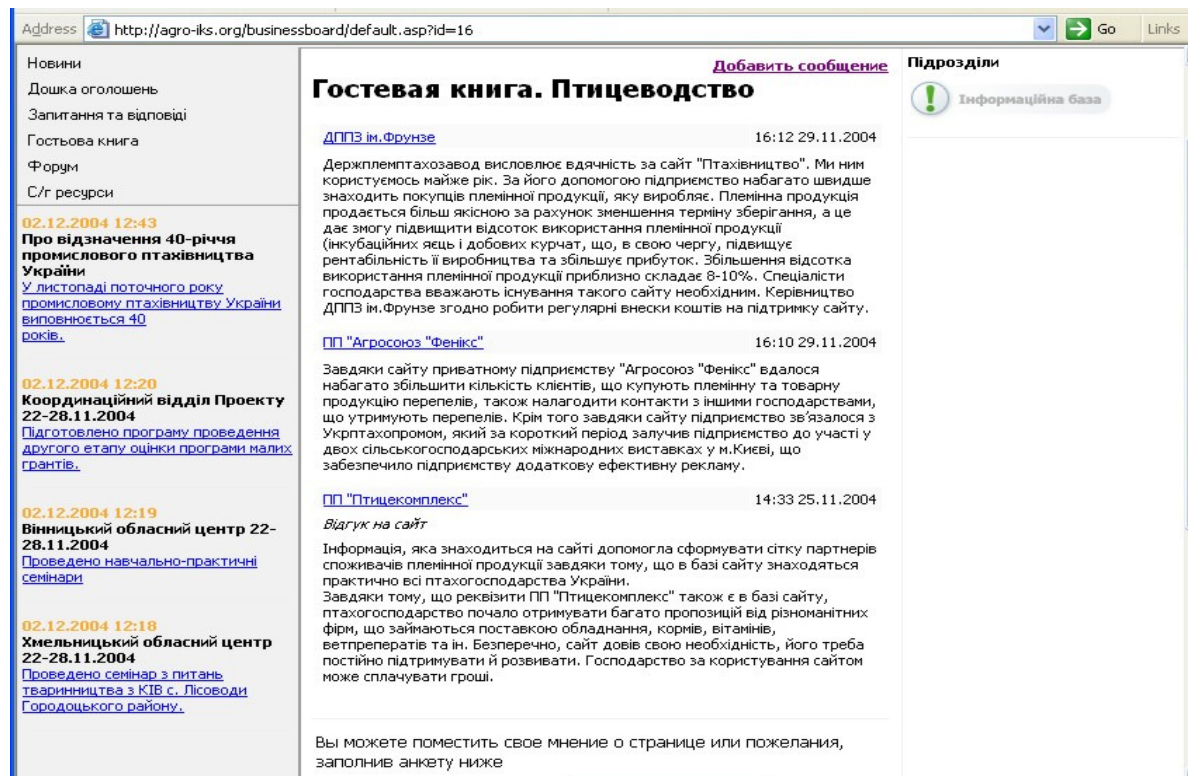 Address http://agro-iks.org/businessboard/default.asp?id=16 Go Links
Новини
Дошка оголошень
Запитання та відповіді
Гостьова книга
Форум
С/г ресурси
02.12.2004 12:43
Про відзначення 40-річчя
промислового птахівництва
України
У листопаді поточного року
промисловому птахівництву України
виповнюється 40
років.
02.12.2004 12:20
Координаційний відділ Проекту
22-28.11.2004
Підготовлено програму проведення
другого етапу оцінки програми малих
грантів.
02.12.2004 12:19
Вінницький обласний центр 22-
28.11.2004
Проведено навчально-практичні
семінари
02.12.2004 12:18
Хмельницький обласний центр
22-28.11.2004
Проведено семінар з питань
тваринництва з КІВ с. Лісоводи
Городоцького району.
Добавить сообщение
Гостевая книга. Птицеводство
ДППЗ ім.Фрунзе 16:12 29.11.2004
Держплемптахозавод висловлює вдячність за сайт "Птахівництво". Ми ним
користуємось майже рік. За його допомогою підприємство набагато швидше
знаходить покупців племінної продукції, яку виробляє. Племінна продукція
продається більш якісною за рахунок зменшення терміну зберігання, а це
дає змогу підвищити відсоток використання племінної продукції
(інкубаційних яєць і добових курчат, що, в свою чергу, підвищує
рентабільність її виробництва та збільшує прибуток. Збільшення відсотка
використання племінної продукції приблизно складає 8-10%. Спеціалісти
господарства вважають існування такого сайту необхідним. Керівництво
ДППЗ ім.Фрунзе згодно робити регулярні внески коштів на підтримку сайту.
ПП "Агросоюз "Фенікс" 16:10 29.11.2004
Завдяки сайту приватному підприємству "Агросоюз "Фенікс" вдалося
набагато збільшити кількість клієнтів, що купують племінну та товарну
продукцію перепелів, також налагодити контакти з іншими господарствами,
що утримують перепелів. Крім того завдяки сайту підприємство зв'язалося з
Укрптахопромом, який за короткий період залучив підприємство до участі у
двох сільськогосподарських міжнародних виставках у м.Києві, що
забезпечило підприємству додаткову ефективну рекламу.
ПП "Птицекомплекс" 14:33 25.11.2004
Відгук на сайт
Інформація, яка знаходиться на сайті допомогла сформувати сітку партнерів
споживачів племінної продукції завдяки тому, що в базі сайту знаходяться
практично всі птахогосподарства України.
Завдяки тому, що реквізити ПП "Птицекомплекс" також є в базі сайту,
птахогосподарство почало отримувати багато пропозицій від різноманітних
фірм, що займаються поставкою обладнання, кормів, вітамінів,
ветпреператів та ін. Безперечно, сайт довів свою необхідність, його треба
постійно підтримувати й розвивати. Господарство за користування сайтом
може сплачувати гроші.
Вы можете поместить свое мнение о странице или пожелания,
заполнив анкету ниже
Підрозділи
Інформаційна база